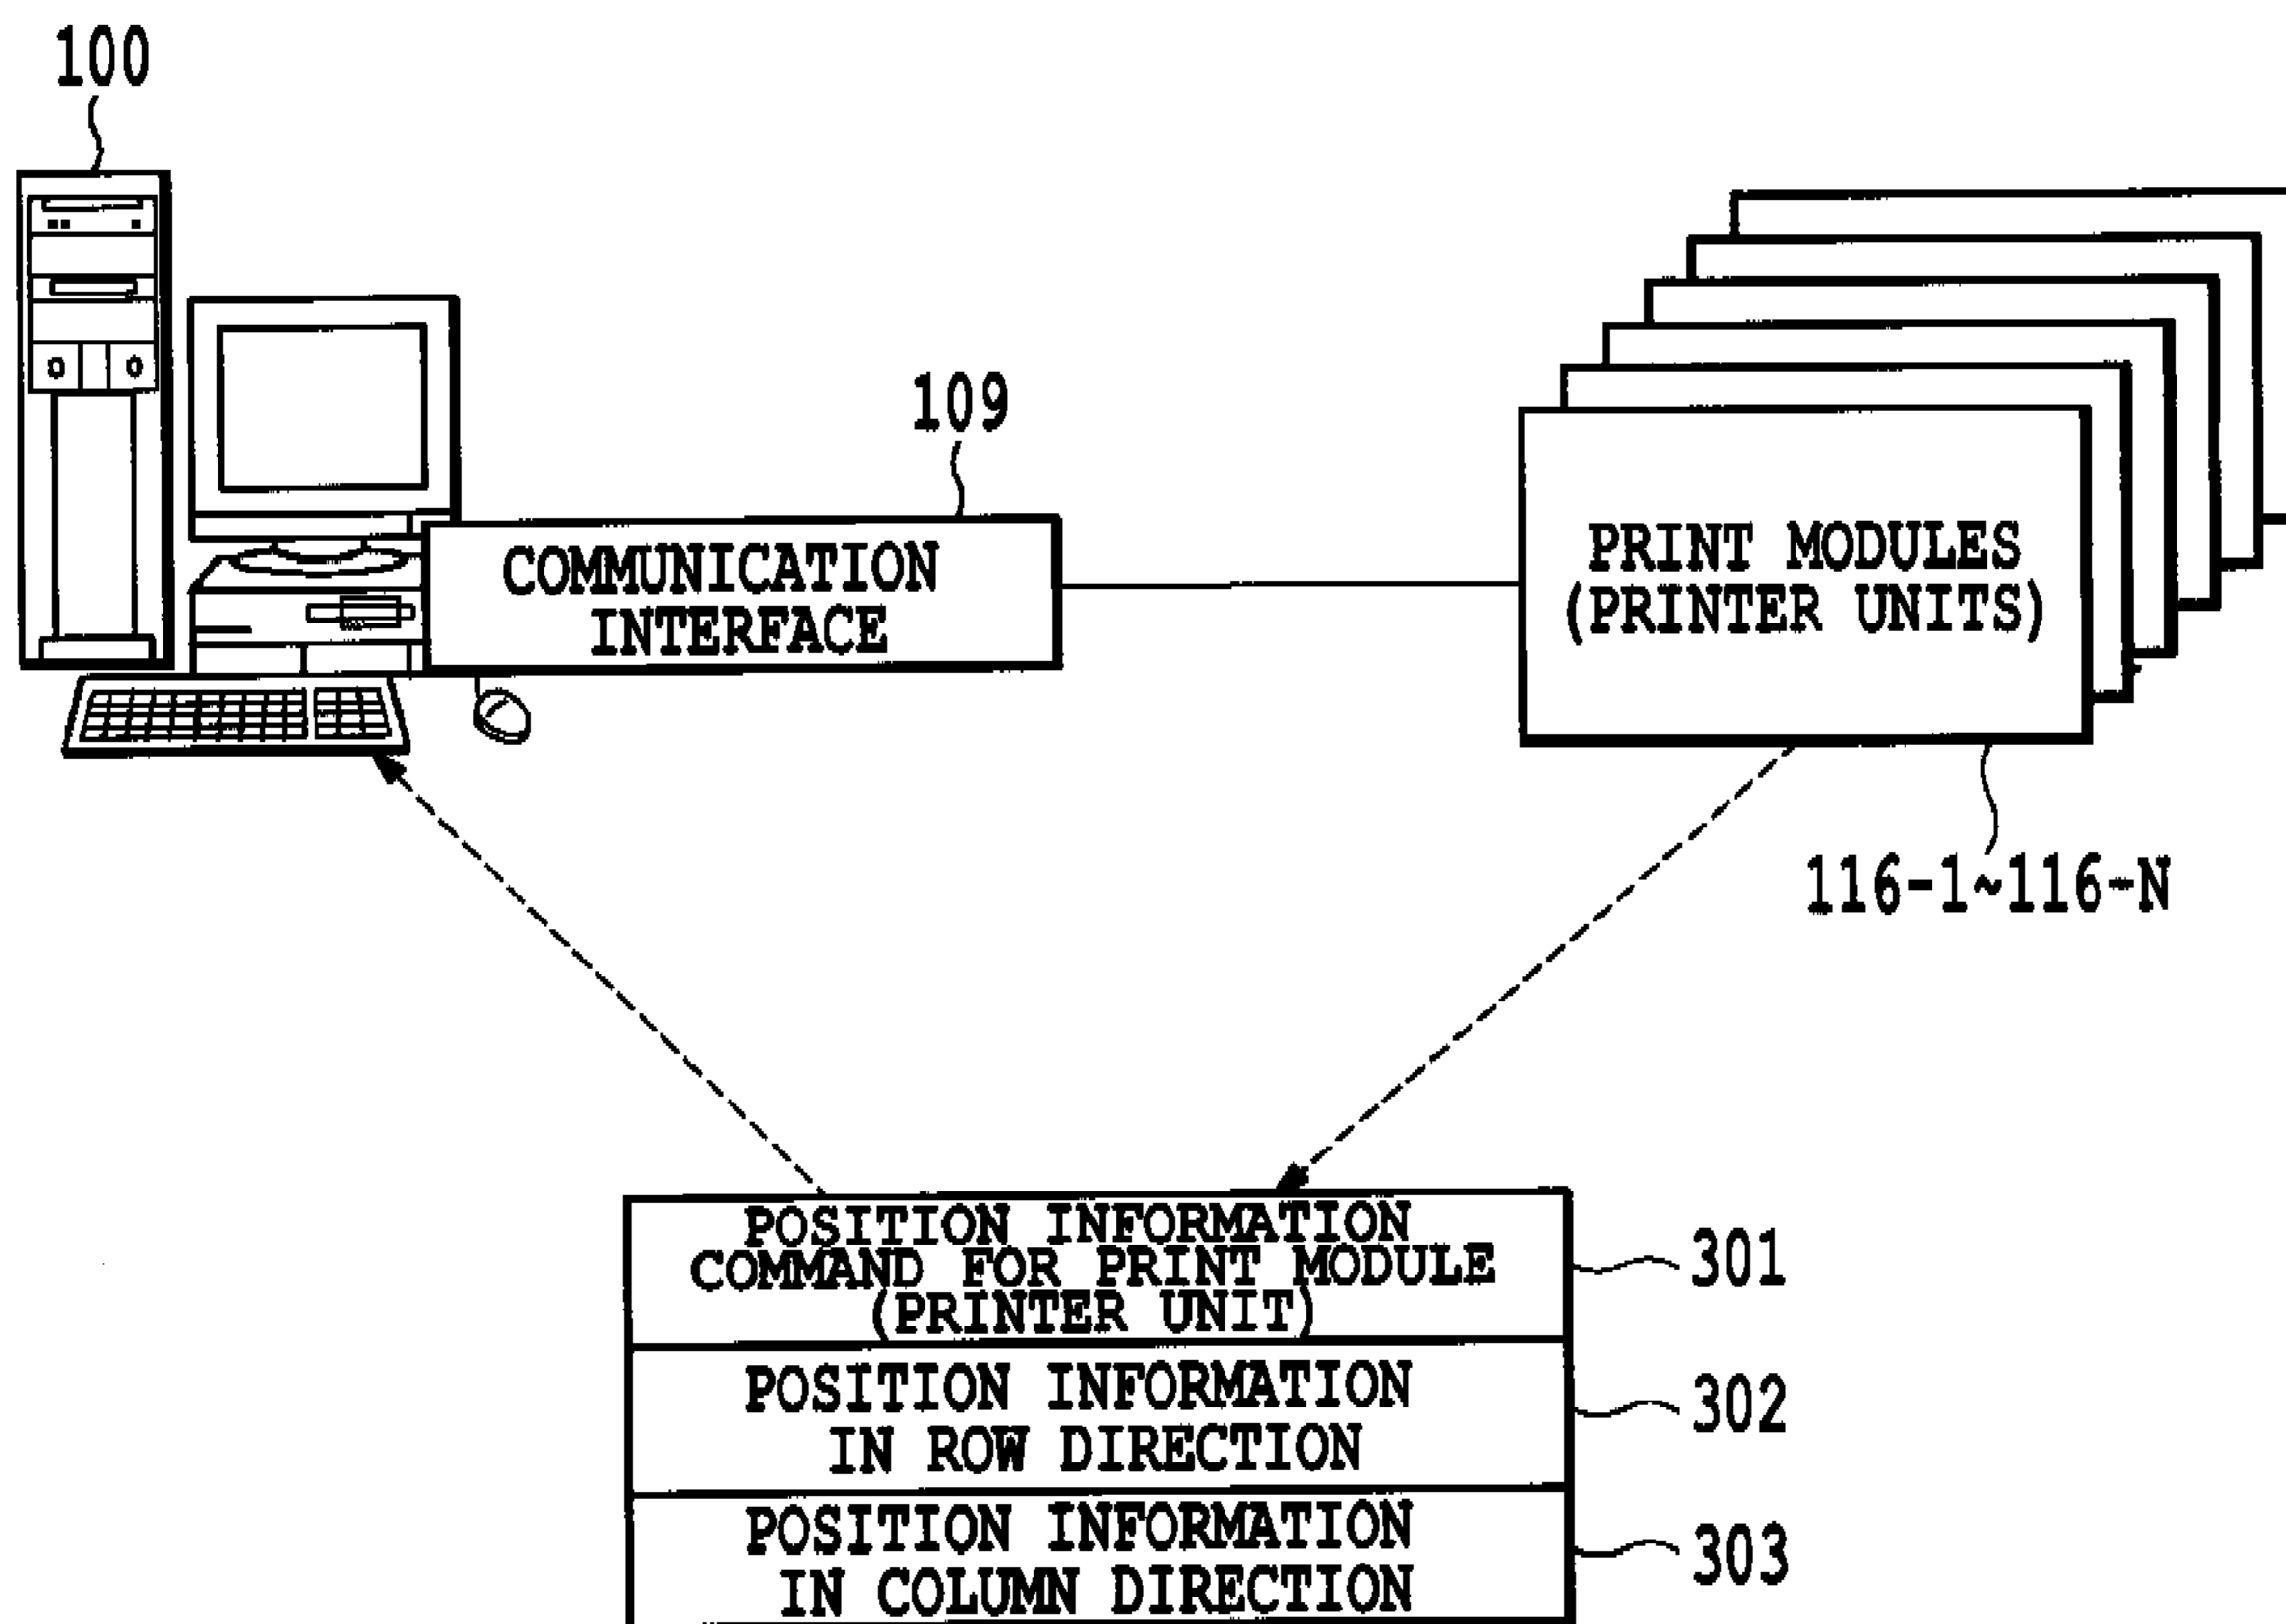 100
109
COMMUNICATION
INTERFACE
PRINT MODULES
(PRINTER UNITS)
116-1~116-N
POSITION INFORMATION
COMMAND FOR PRINT MODULE
(PRINTER UNIT)
301
POSITION INFORMATION
IN ROW DIRECTION
302
POSITION INFORMATION
IN COLUMN DIRECTION
303